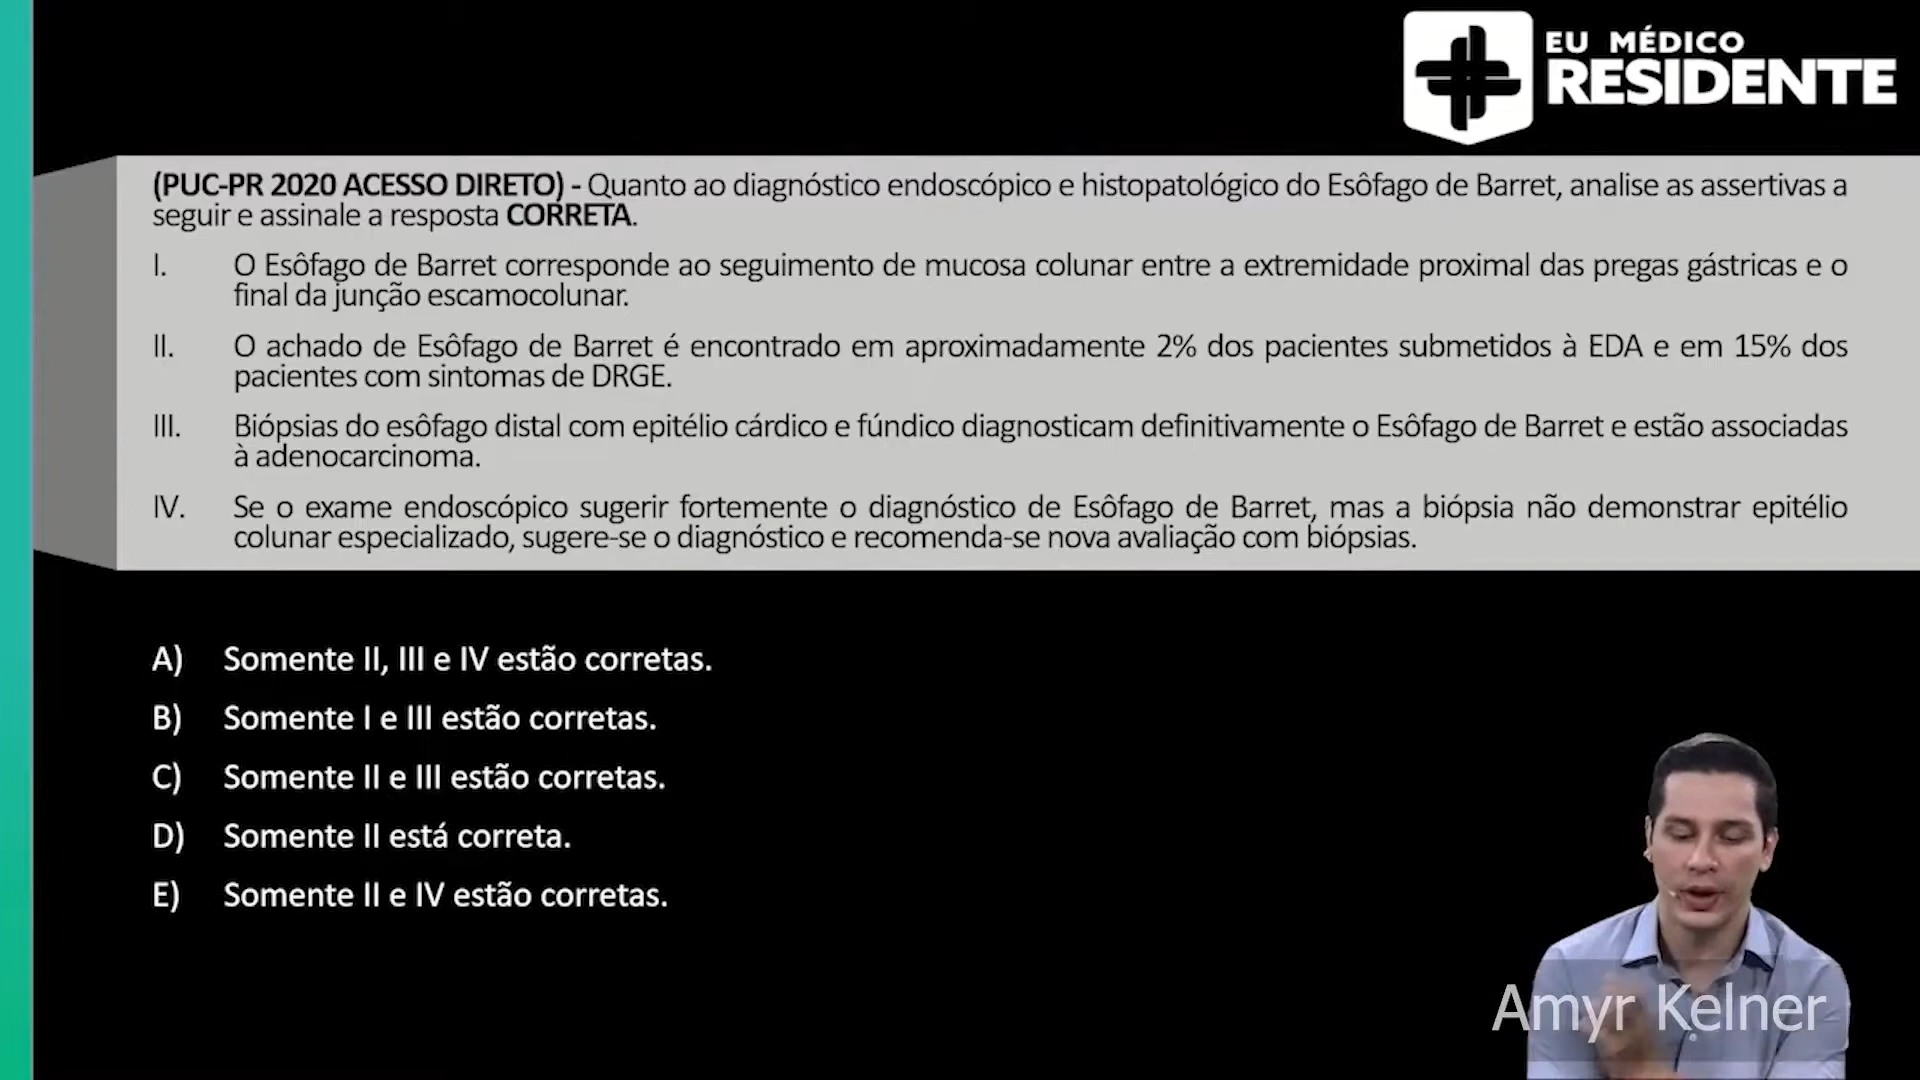 EU MÉDICO
RESIDENTE
(PUC-PR 2020 ACESSO DIRETO) - Quanto ao diagnóstico endoscópico e histopatológico do Esôfago de Barret, analise as assertivas a
seguir e assinale a resposta CORRETA.
I. O Esôfago de Barret corresponde ao seguimento de mucosa colunar entre a extremidade proximal das pregas gástricas e o
final da junção escamocolunar.
II. O achado de Esôfago de Barret é encontrado em aproximadamente 2% dos pacientes submetidos à EDA e em 15% dos
pacientes com sintomas de DRGE.
III. Biópsias do esôfago distal com epitélio cárdico e fúndico diagnosticam definitivamente o Esôfago de Barret e estão associadas
à adenocarcinoma.
IV. Se o exame endoscópico sugerir fortemente o diagnóstico de Esôfago de Barret, mas a biópsia não demonstrar epitélio
colunar especializado, sugere-se o diagnóstico e recomenda-se nova avaliação com biópsias.
A) Somente II, III e IV estão corretas.
B) Somente I e III estão corretas.
C) Somente II e III estão corretas.
D) Somente II está correta.
E) Somente II e IV estão corretas.
Amyr Kelner